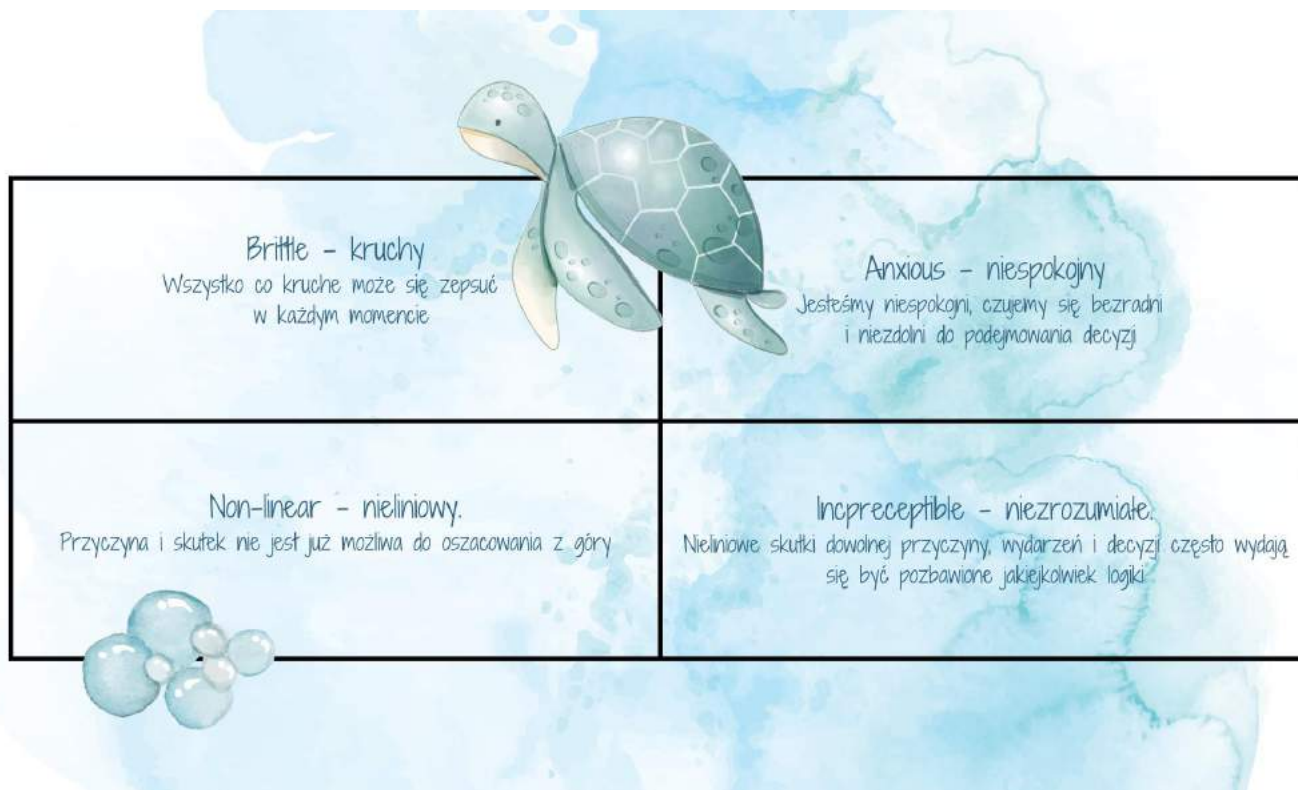 Brittle - kruchy
Wszystko co kruche może się zepsuć
w każdym momencie
Anxious - niespokojny
Jesteśmy niespokojni, czujemy się bezradni
i niezdolni do podejmowania decyzji
Non-linear - nieliniowy.
Przyczyna i skutek nie jest już możliwa do oszacowania z góry
Incpreceptible - niezrozumiałe.
Nieliniowe skutki dowolnej przyczyny, wydarzeń i decyzji często wydają
się być pozbawione jakiejkolwiek logiki